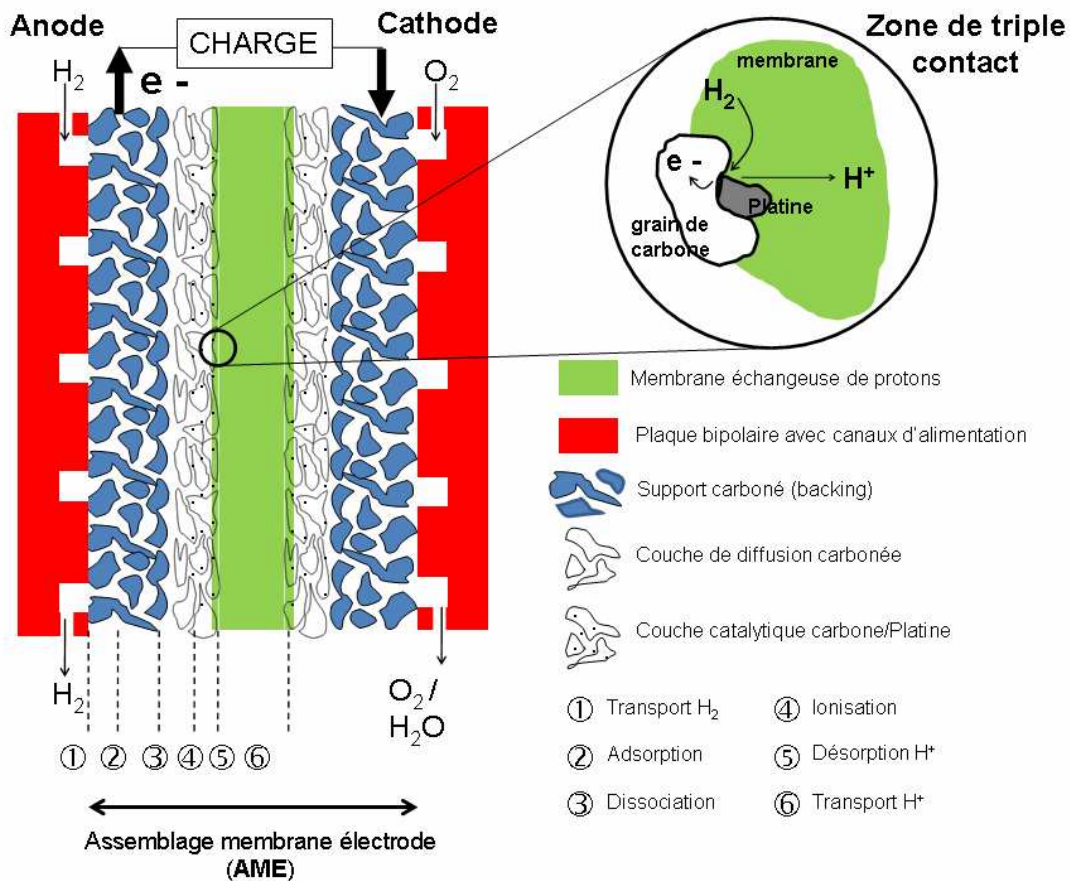 Anode
CHARGE
Cathode
H2
e -
O2
Zone de triple
contact
membrane
H2
e -
H+
Platine
grain de
carbone
Membrane échangeuse de protons
Plaque bipolaire avec canaux d'alimentation
Support carboné (backing)
Couche de diffusion carbonée
Couche catalytique carbone/Platine
H2
O2 /
H2O
① ② ③ ④ ⑤ ⑥
① Transport H2
④ Ionisation
② Adsorption
⑤ Désorption H+
③ Dissociation
⑥ Transport H+
Assemblage membrane électrode
(AME)